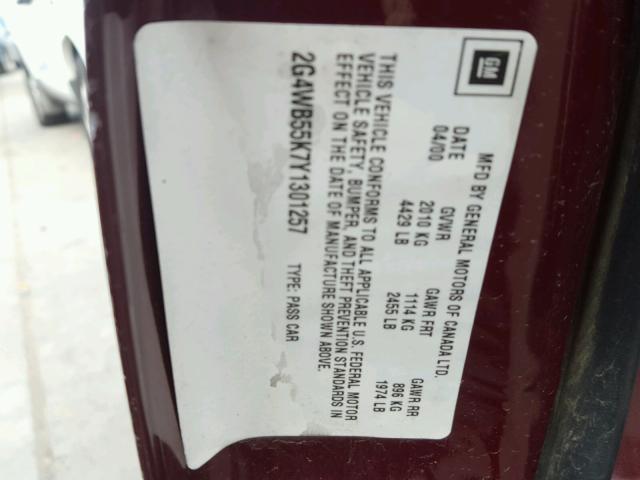 GM
MFD BY GENERAL MOTORS OF CANADA LTD.
DATE GVWR GAWR FRT GAWR RR
04/00 2010 KG 1114 KG 896 KG
4429 LB 2455 LB 1974 LB
THIS VEHICLE CONFORMS TO ALL APPLICABLE U.S. FEDERAL MOTOR
VEHICLE SAFETY, BUMPER, AND THEFT PREVENTION STANDARDS IN
EFFECT ON THE DATE OF MANUFACTURE SHOWN ABOVE.
2G4WB55K7Y1301257 TYPE: PASS CAR